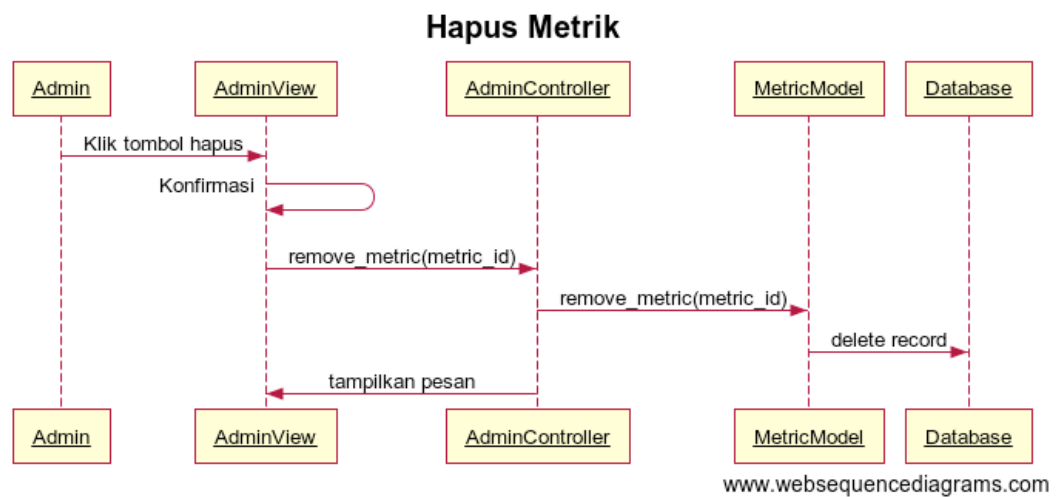 Hapus Metrik
Admin
AdminView
AdminController
MetricModel
Database
Klik tombol hapus
Konfirmasi
remove_metric(metric_id)
remove_metric(metric_id)
delete record
tampilkan pesan
Admin
AdminView
AdminController
MetricModel
Database
www.websequencediagrams.com